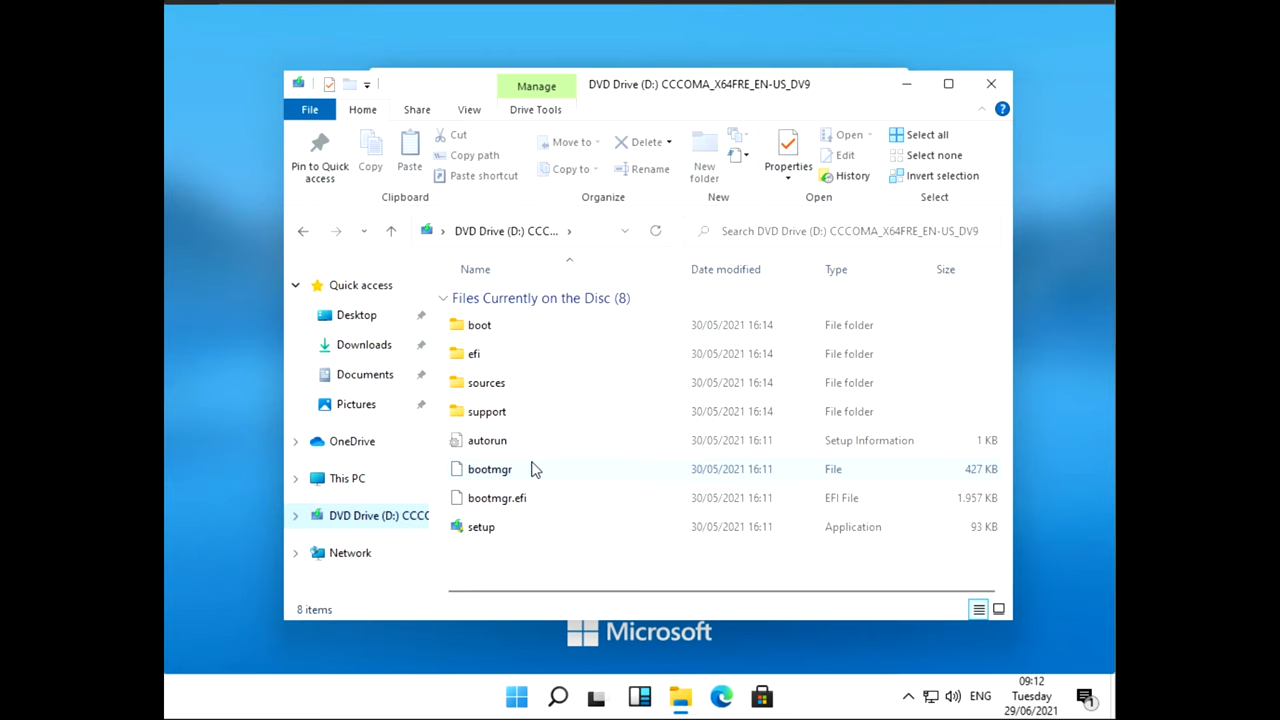 Manage
DVD Drive (D:) CCCOMA_X64FRE_EN-US_DV9
File
Home
Share
View
Drive Tools
Pin to Quick access
Copy
Paste
Cut
Copy path
Paste shortcut
Clipboard
Move to
Copy to
Delete
Rename
Organize
New folder
New
Properties
Open
Edit
History
Open
Select all
Select none
Invert selection
Select
DVD Drive (D:) CCC...
Search DVD Drive (D:) CCCOMA_X64FRE_EN-US_DV9
Name Date modified Type Size
Quick access
Desktop
Downloads
Documents
Pictures
OneDrive
This PC
DVD Drive (D:) CCC
Network
Files Currently on the Disc (8)
boot 30/05/2021 16:14 File folder
efi 30/05/2021 16:14 File folder
sources 30/05/2021 16:14 File folder
support 30/05/2021 16:14 File folder
autorun 30/05/2021 16:11 Setup Information 1 KB
bootmgr 30/05/2021 16:11 File 427 KB
bootmgr.efi 30/05/2021 16:11 EFI File 1.957 KB
setup 30/05/2021 16:11 Application 93 KB
8 items
Microsoft
ENG
09:12
Tuesday
29/06/2021
1